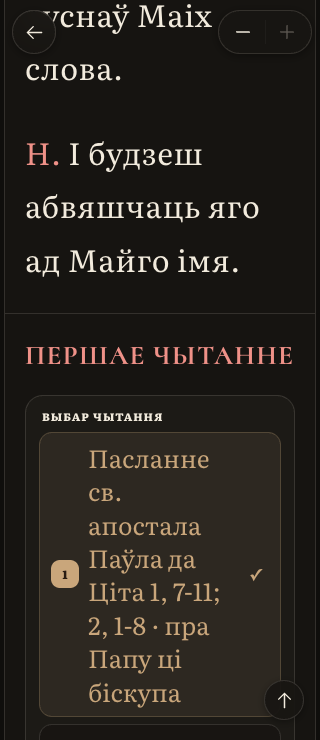 Маіх
слова.
Н. І будзеш
абвяшчаць яго
ад Майго імя.
ПЕРШАЕ ЧЫТАННЕ
ВЫБАР ЧЫТАННЯ
1
Пасланне
св.
апостала
Паўла да
Ціта 1, 7-11;
2, 1-8 · пра
Папу ці
біскупа